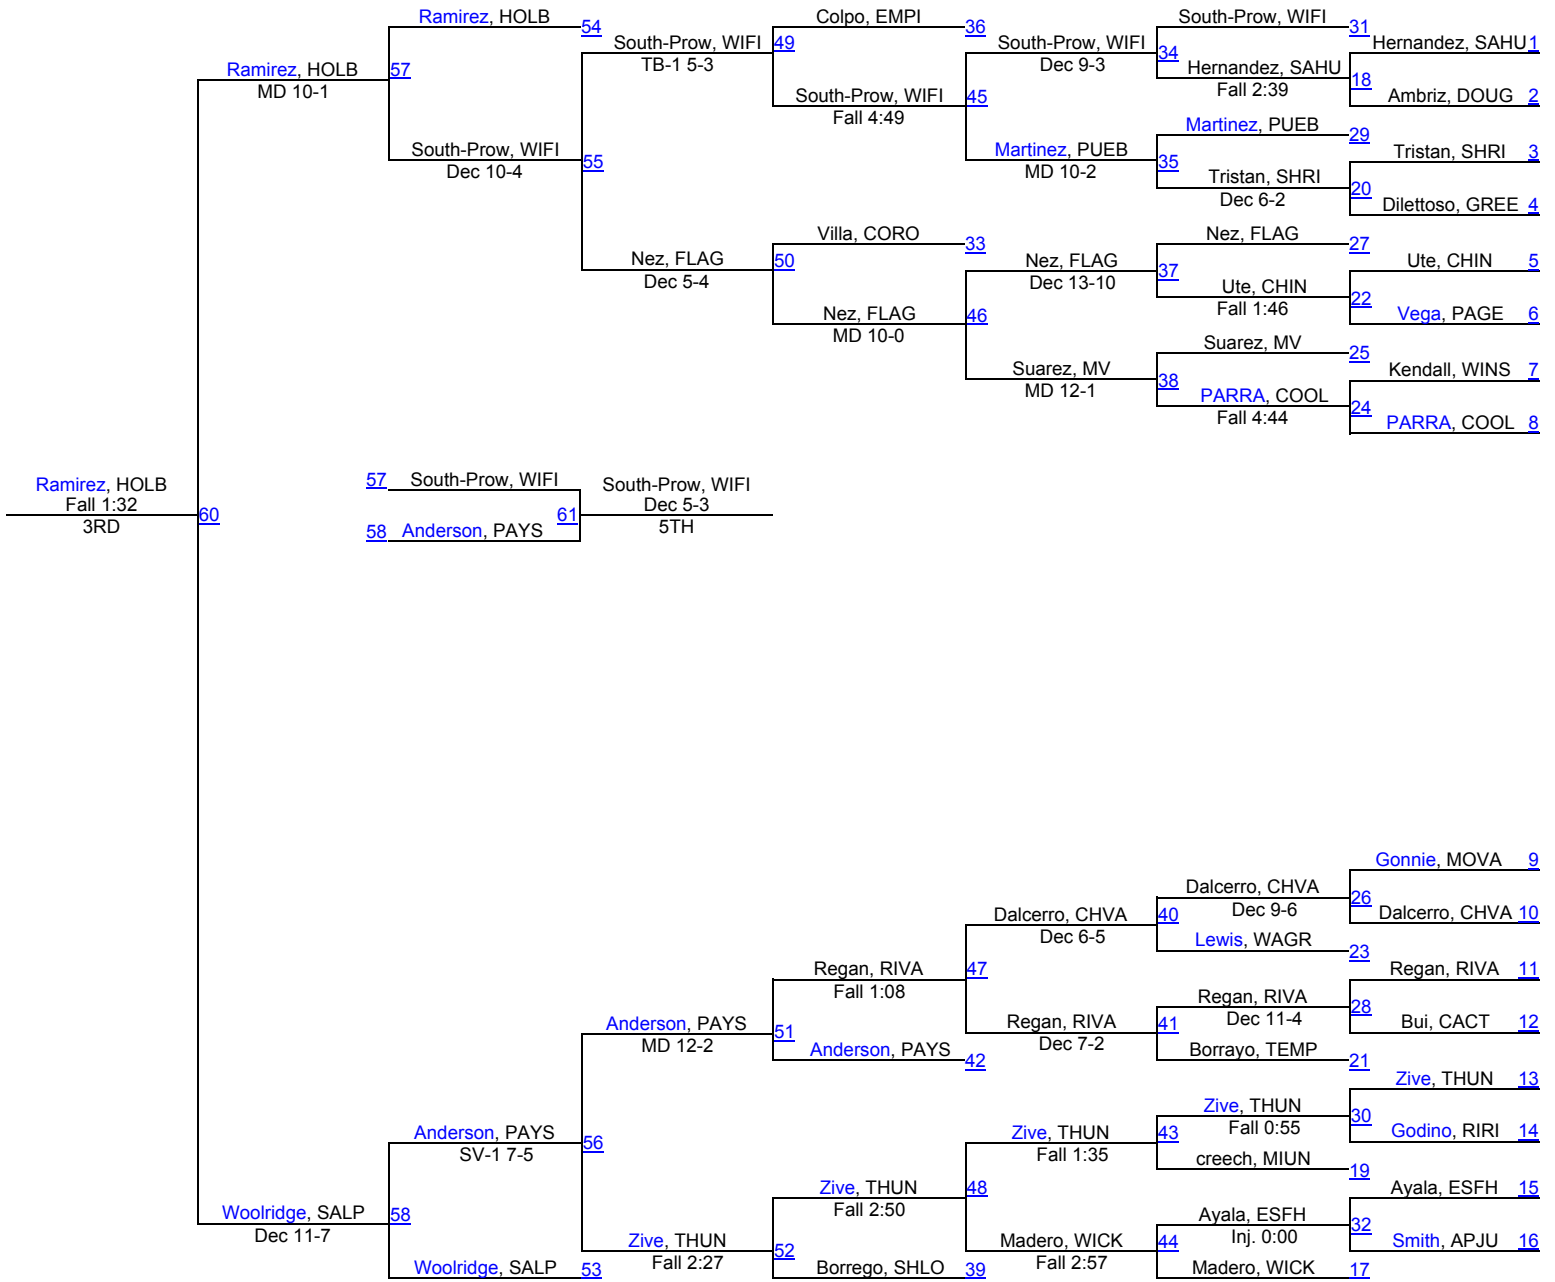 Ramirez, HOLB 54
Colpo, EMPI 36
South-Prow, WIFI 31
South-Prow, WIFI 49
TB-1 5-3
South-Prow, WIFI 34
Dec 9-3
Hernandez, SAHU 1
Ramirez, HOLB 57
MD 10-1
Hernandez, SAHU 18
Fall 2:39
South-Prow, WIFI 45
Fall 4:49
Ambriz, DOUG 2
Martinez, PUEB 29
South-Prow, WIFI 55
Dec 10-4
Martinez, PUEB 35
MD 10-2
Tristan, SHRI 3
Tristan, SHRI 20
Dec 6-2
Dilettoso, GREE 4
Villa, CORO 33
Nez, FLAG 27
Nez, FLAG 50
Dec 5-4
Nez, FLAG 37
Dec 13-10
Ute, CHIN 5
Ute, CHIN 22
Fall 1:46
Nez, FLAG 46
MD 10-0
Vega, PAGE 6
Suarez, MV 25
Suarez, MV 38
MD 12-1
Kendall, WINS 7
PARRA, COOL 24
Fall 4:44
PARRA, COOL 8
Ramirez, HOLB
Fall 1:32
60
3RD
57 South-Prow, WIFI
South-Prow, WIFI
Dec 5-3
61
5TH
58 Anderson, PAYS
Gonnie, MOVA 9
Dalcerro, CHVA 26
Dec 9-6
Dalcerro, CHVA 40
Dec 6-5
Dalcerro, CHVA 10
Lewis, WAGR 23
Regan, RIVA 47
Fall 1:08
Regan, RIVA 11
Regan, RIVA 28
Dec 11-4
Anderson, PAYS 51
MD 12-2
Regan, RIVA 41
Dec 7-2
Bui, CACT 12
Anderson, PAYS 42
Borrayo, TEMP 21
Zive, THUN 13
Zive, THUN 30
Fall 0:55
Anderson, PAYS 56
SV-1 7-5
Zive, THUN 43
Fall 1:35
Godino, RIRI 14
creech, MIUN 19
Zive, THUN 48
Fall 2:50
Ayala, ESFH 15
Woolridge, SALP 58
Dec 11-7
Ayala, ESFH 32
Inj. 0:00
Zive, THUN 52
Fall 2:27
Madero, WICK 44
Fall 2:57
Smith, APJU 16
Woolridge, SALP 53
Borrego, SHLO 39
Madero, WICK 17